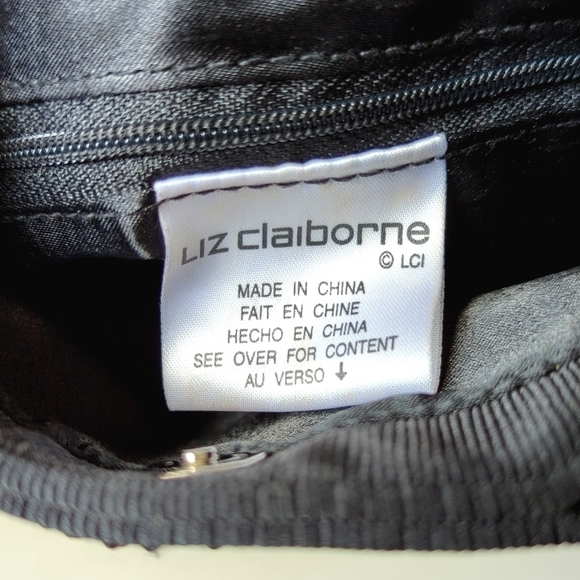 LIZ claiborne
© LCI
MADE IN CHINA
FAIT EN CHINE
HECHO EN CHINA
SEE OVER FOR CONTENT
AU VERSO ↓